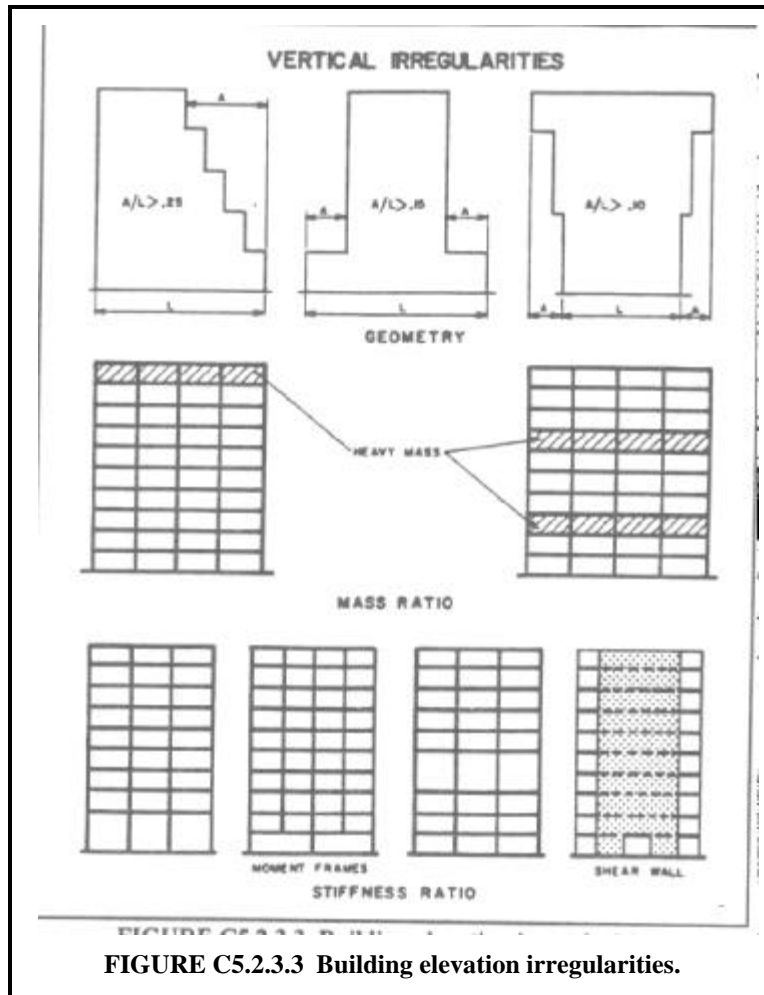 VERTICAL IRREGULARITIES
A
A/L>.25
L
A
A/L>.15
A
L
A/L>.10
A
L
A
GEOMETRY
HEAVY MASS
MASS RATIO
MOMENT FRAMES
SHEAR WALL
STIFFNESS RATIO
FIGURE C5.2.3.3 Building elevation irregularities.